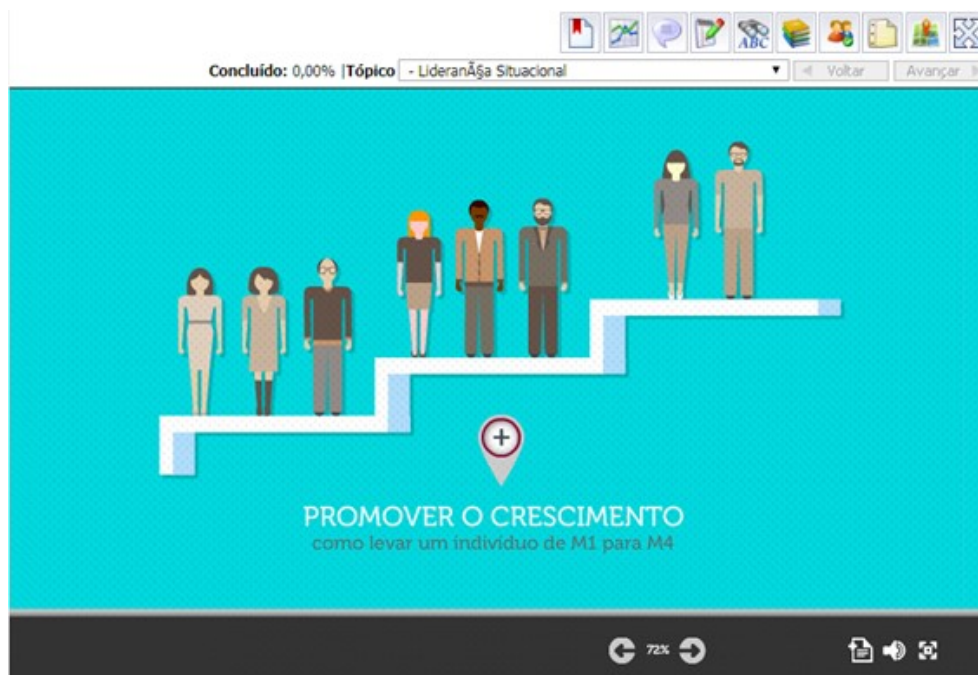 ABC
Concluído: 0,00% |Tópico - LideranÃ§a Situacional Voltar Avançar
PROMOVER O CRESCIMENTO
como levar um indivíduo de M1 para M4
72%